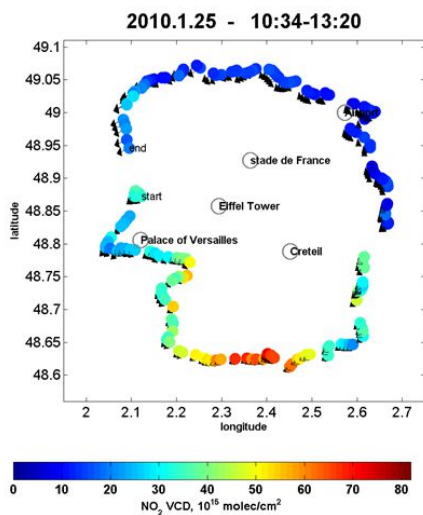 2010.1.25 - 10:34-13:20
49.1
49.05
49
48.95
48.9
48.85
48.8
48.75
48.7
48.65
48.6
latitude
end
stade de France
start
Eiffel Tower
Palace of Versailles
Creteil
2
2.1
2.2
2.3
2.4
2.5
2.6
2.7
longitude
0 10 20 30 40 50 60 70 80
NO2 VCD, 10^15 molec/cm^2